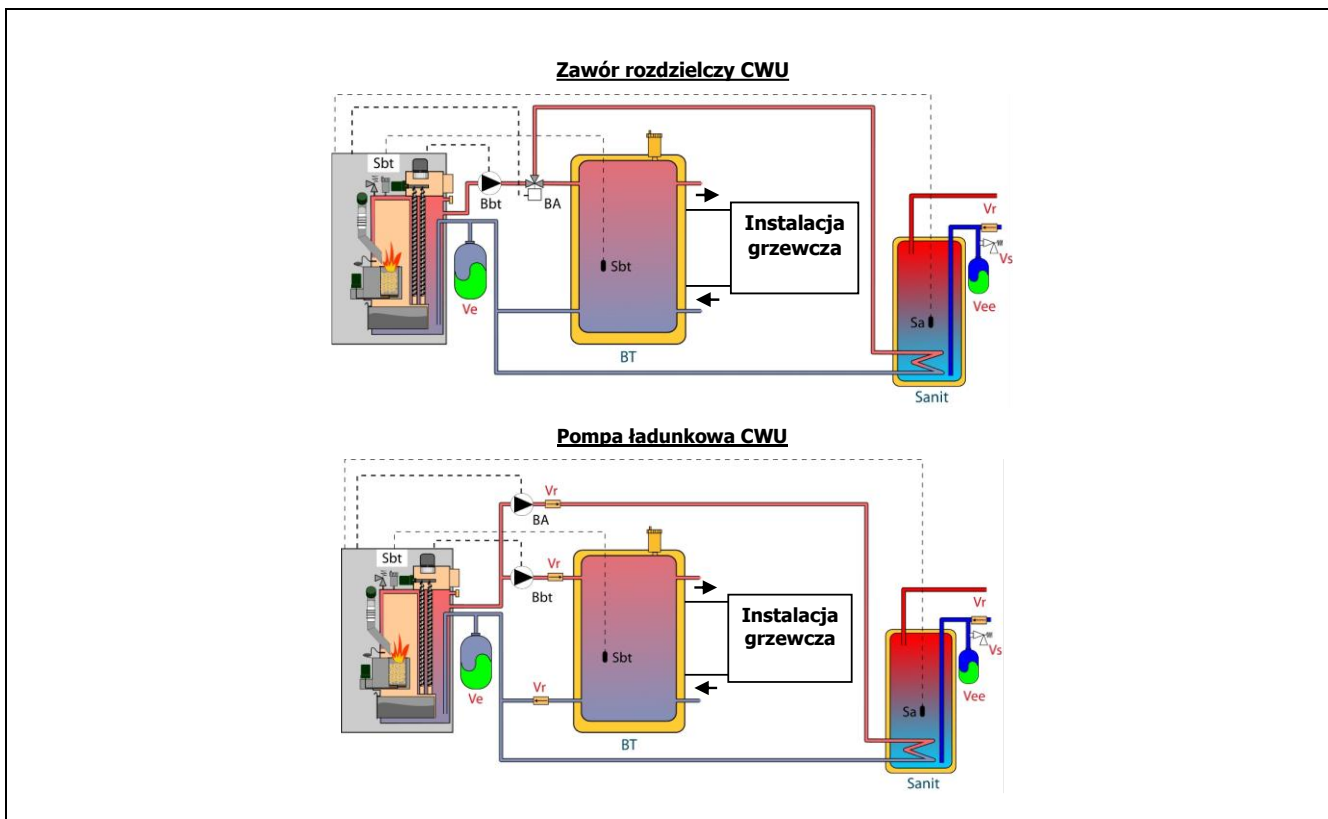 Zawór rozdzielczy CWU
Sbt
Bbt
BA
Instalacja
grzewcza
Vr
Vs
Vee
Sbt
Sa
Ve
BT
Sanit
Pompa ładunkowa CWU
Vr
BA
Sbt
Vr
Bbt
Instalacja
grzewcza
Vr
Vs
Vee
Sbt
Vr
Sa
Ve
BT
Sanit